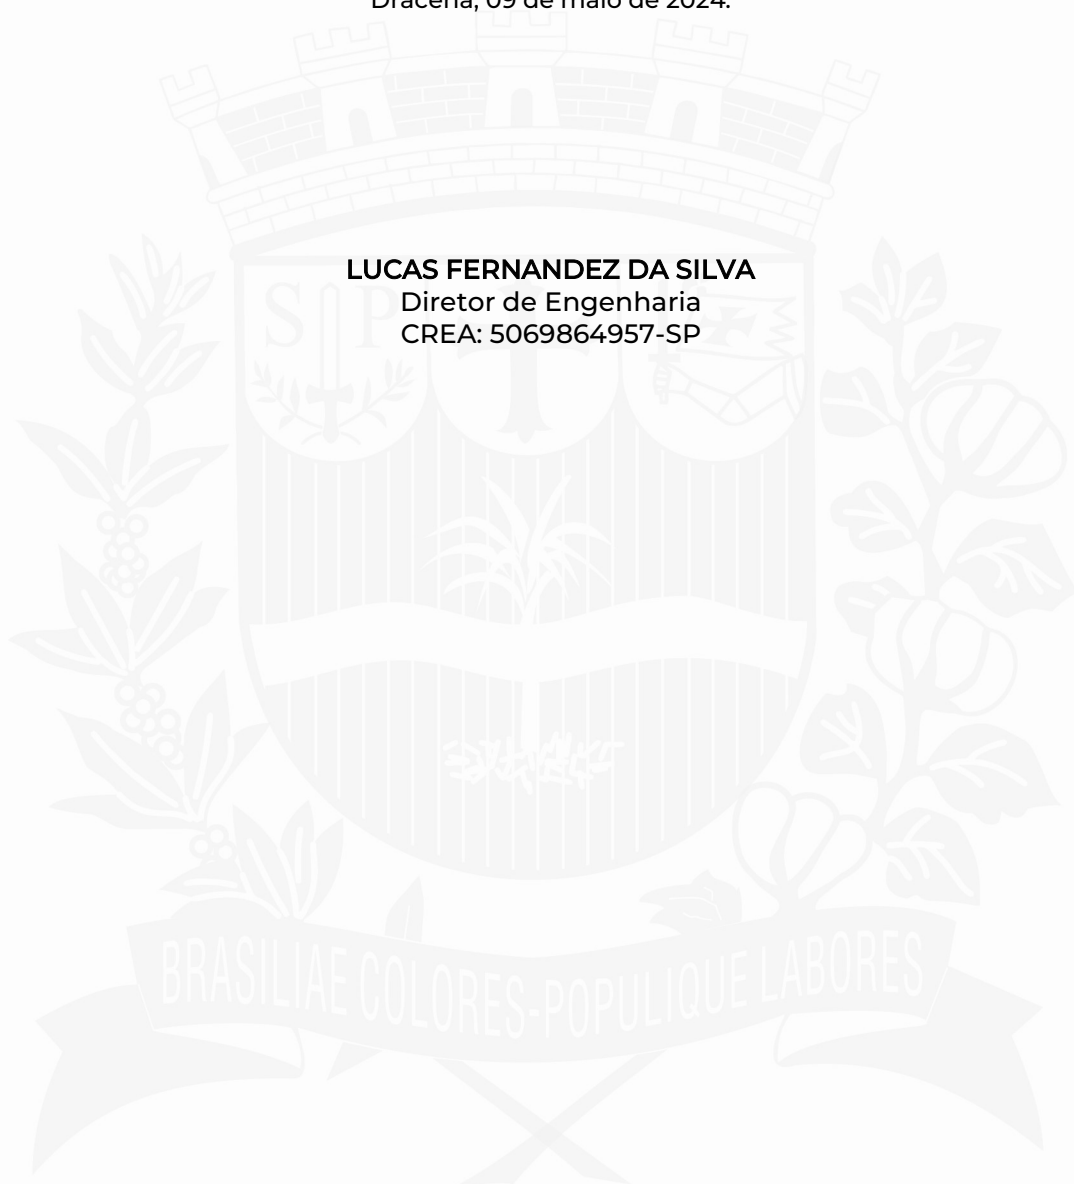 Dracena, 09 de maio de 2024.
LUCAS FERNANDEZ DA SILVA
Diretor de Engenharia
CREA: 5069864957-SP
S P
BRASILIAE COLORES-POPULIQUE LABORES